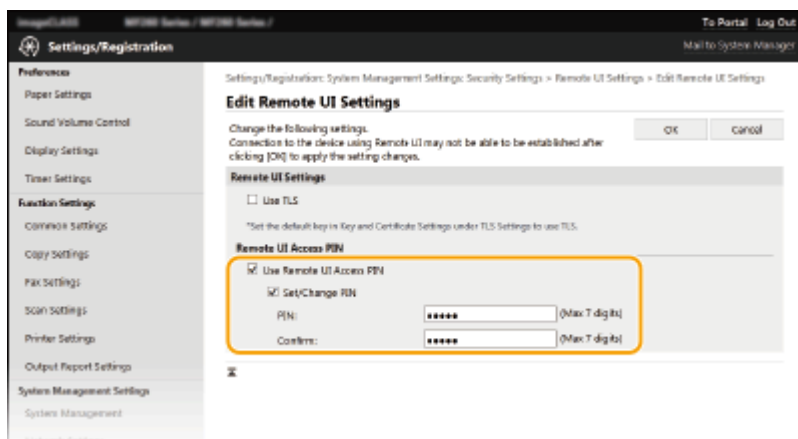 To Portal Log Out
Settings/Registration
Mail to System Manager
Preferences
Paper Settings
Sound Volume Control
Display Settings
Timer Settings
Function Settings
Common Settings
Copy Settings
Fax Settings
Scan Settings
Printer Settings
Output Report Settings
System Management Settings
System Management
Settings/Registration: System Management Settings: Security Settings > Remote UI Settings > Edit Remote UI Settings
Edit Remote UI Settings
Change the following settings.
Connection to the device using Remote UI may not be able to be established after
clicking [OK] to apply the setting changes.
OK
Cancel
Remote UI Settings
Use TLS
*Set the default key in Key and Certificate Settings under TLS Settings to use TLS.
Remote UI Access PIN
Use Remote UI Access PIN
Set/Change PIN
PIN: ••••• (Max 7 digits)
Confirm: ••••• (Max 7 digits)